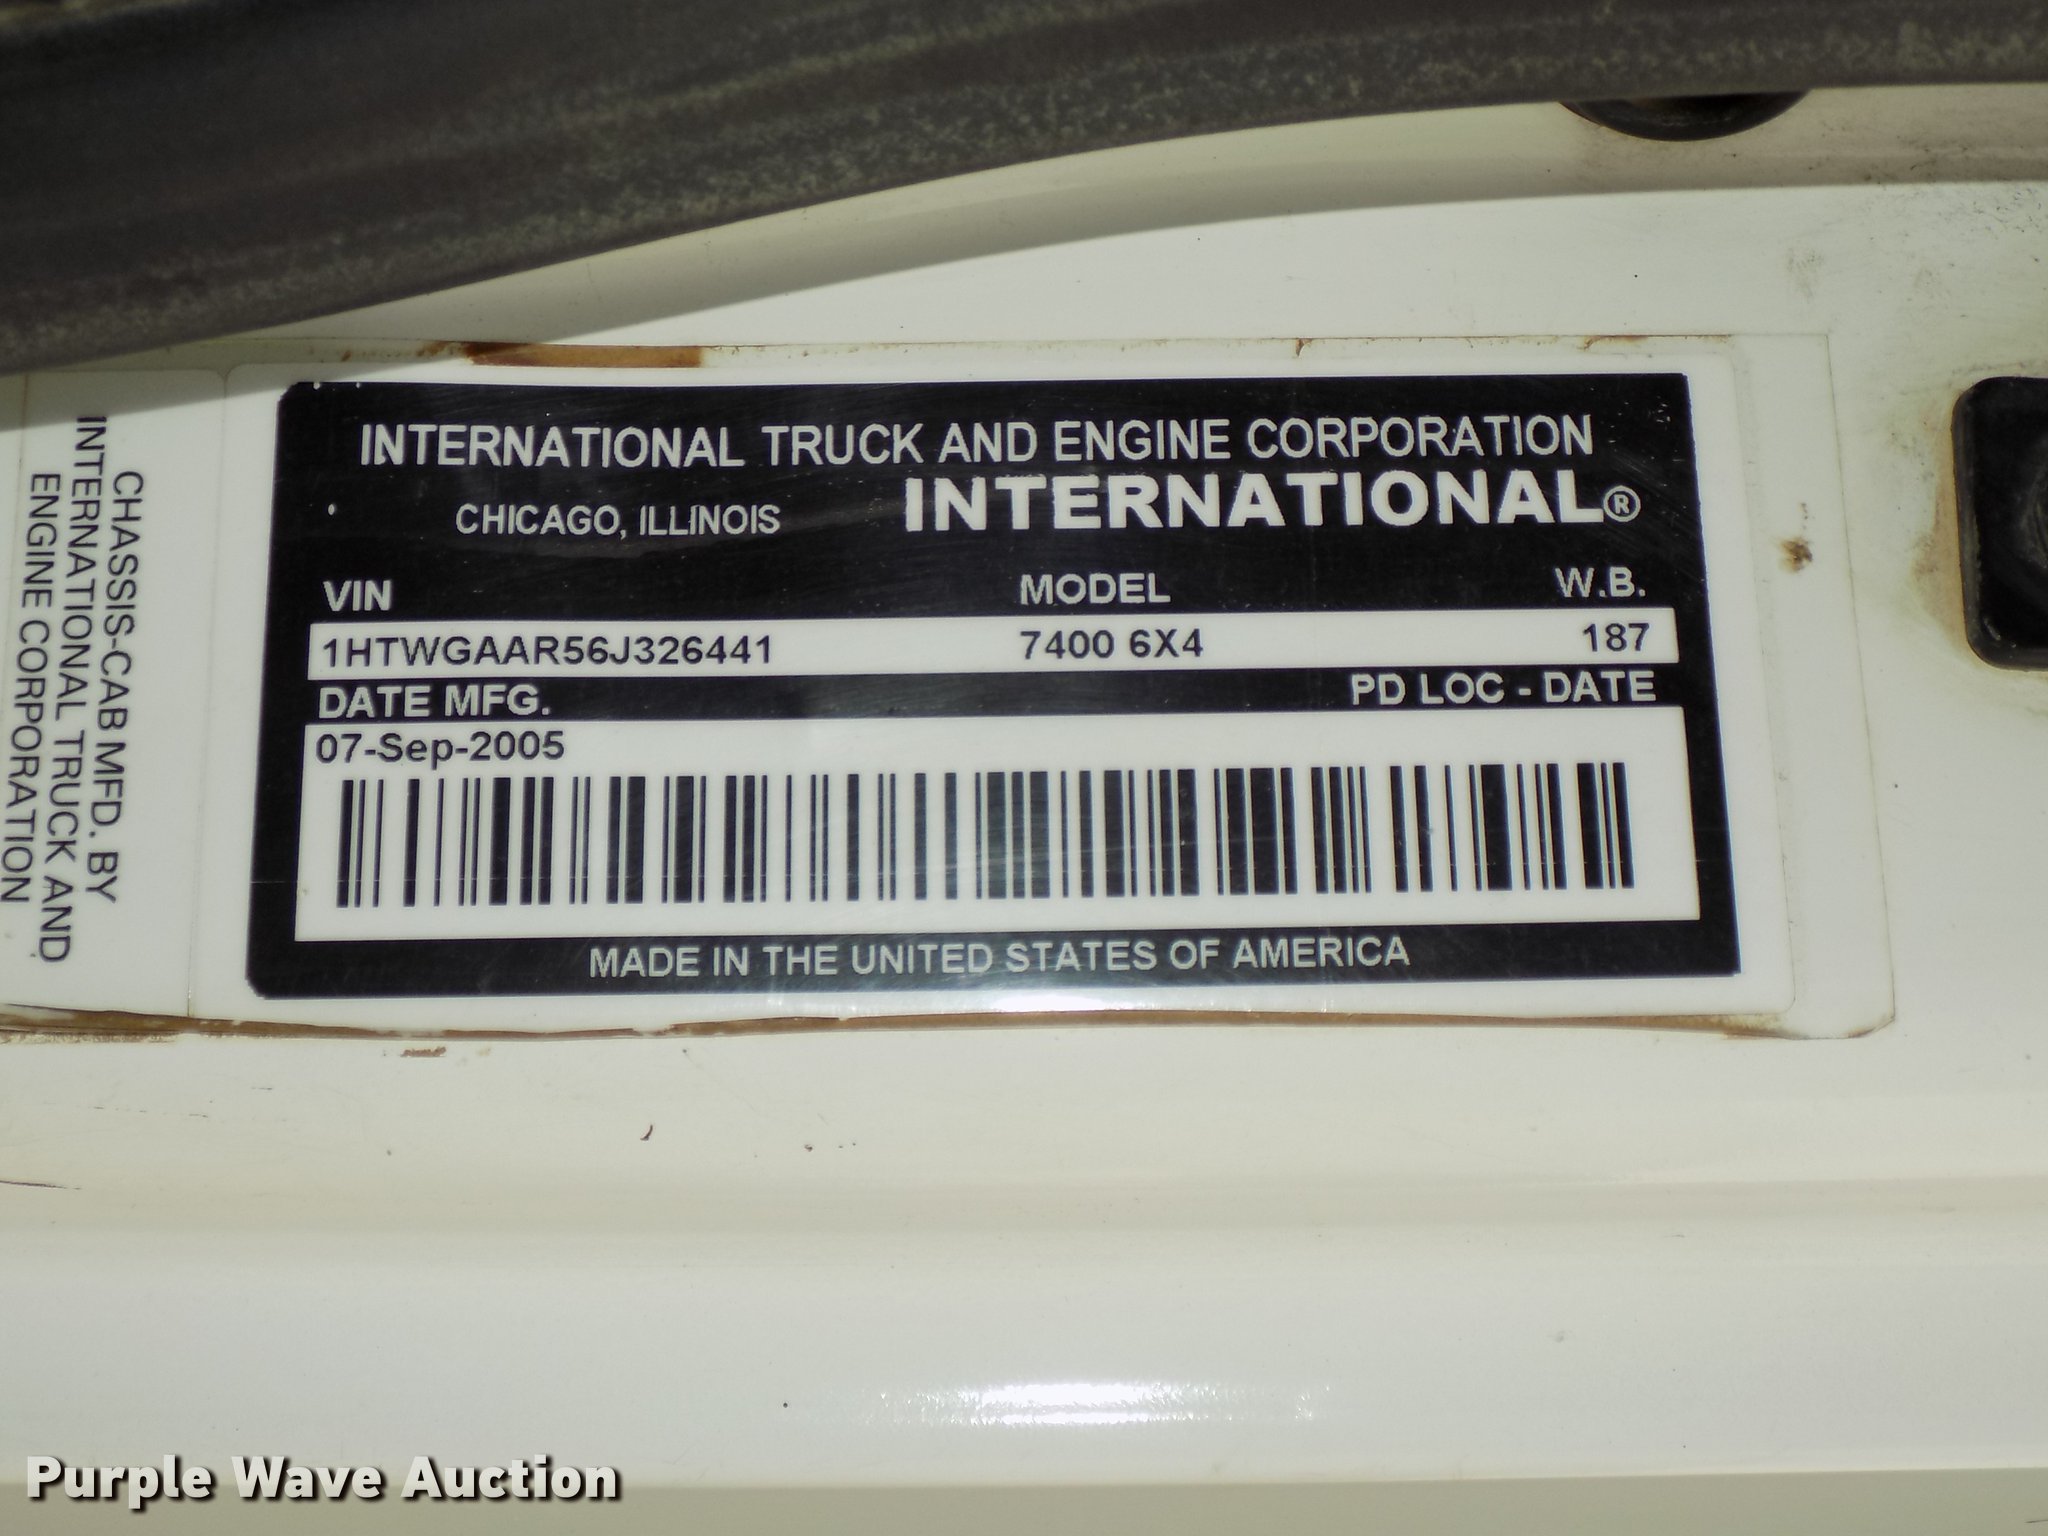 INTERNATIONAL TRUCK AND ENGINE CORPORATION
CHICAGO, ILLINOIS
INTERNATIONAL®
VIN MODEL W.B.
1HTWGAAR56J326441 7400 6X4 187
DATE MFG. PD LOC - DATE
07-Sep-2005
MADE IN THE UNITED STATES OF AMERICA
CHASSIS-CAB MFD. BY
INTERNATIONAL TRUCK AND
ENGINE CORPORATION
Purple Wave Auction